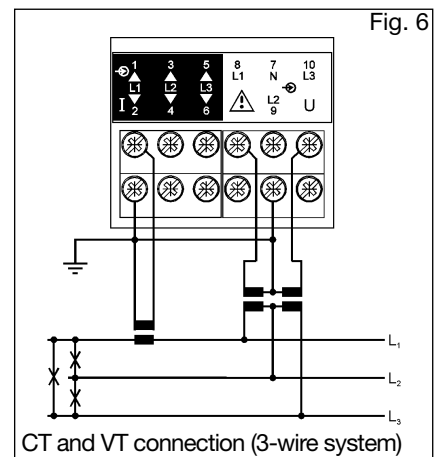 Fig. 6
1 3 5 8 7 10
L1 N L3
L1 L2 L3
I 2 4 6 L2 9 U
L1
L2
L3
CT and VT connection (3-wire system)